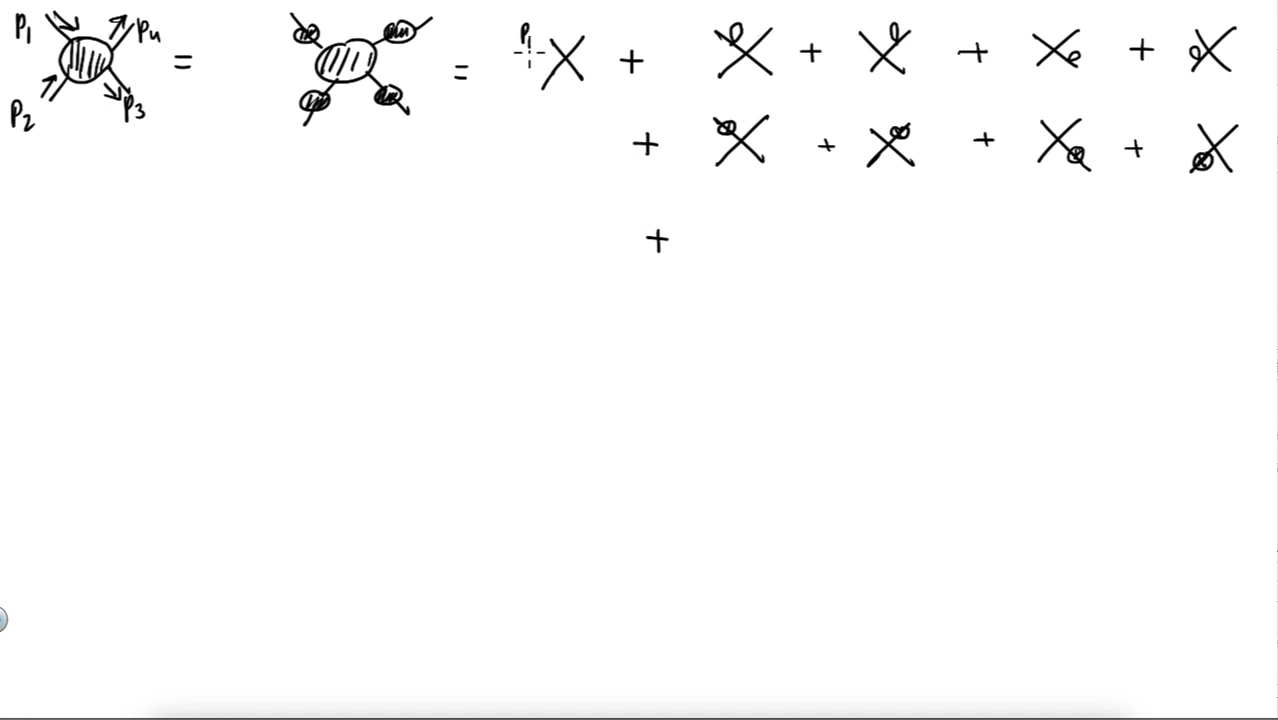 P₁ P₄ = = P₁ + + + +
P₂ P₃
+ + + +
+